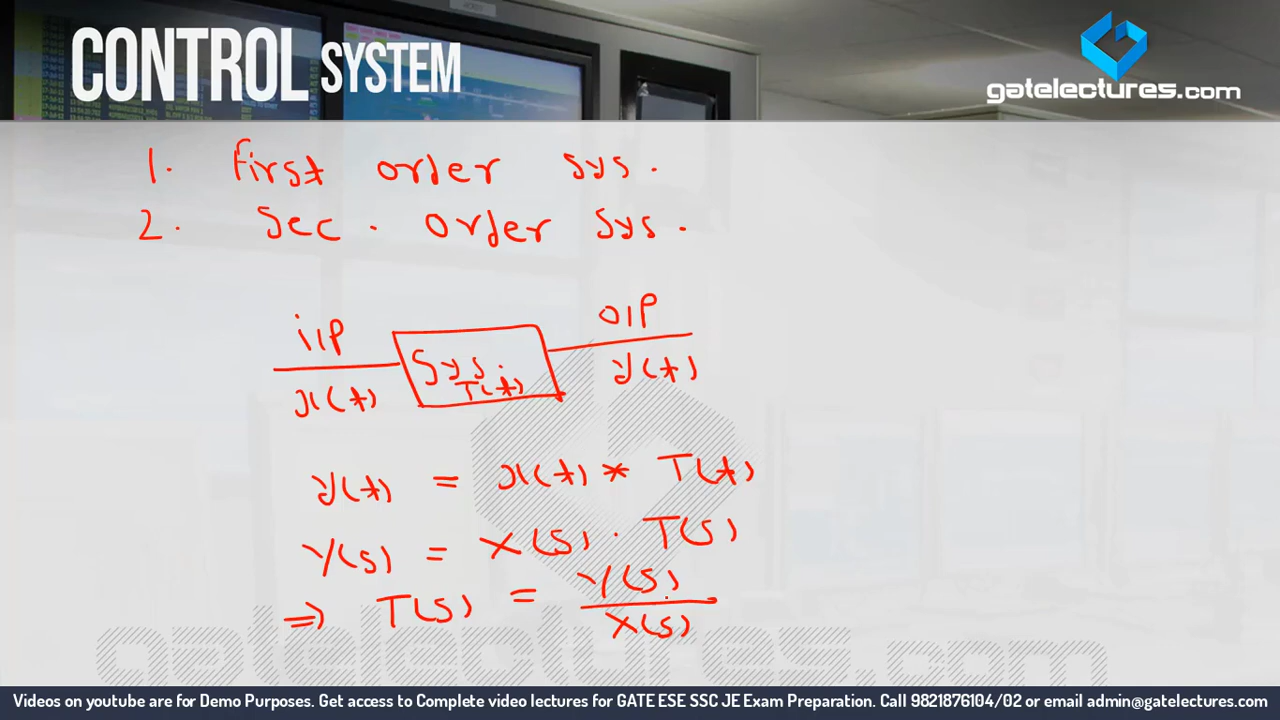 CONTROL SYSTEM
gatelectures.com
1. First order sys.
2. Sec. order sys.
i/p o/p
x(t) Sys. T(t) y(t)
y(t) = x(t) * T(t)
Y(s) = X(s) . T(s)
⇒ T(s) = Y(s) / X(s)
gatelectures.com
Videos on youtube are for Demo Purposes. Get access to Complete video lectures for GATE ESE SSC JE Exam Preparation. Call 9821876104/02 or email admin@gatelectures.com